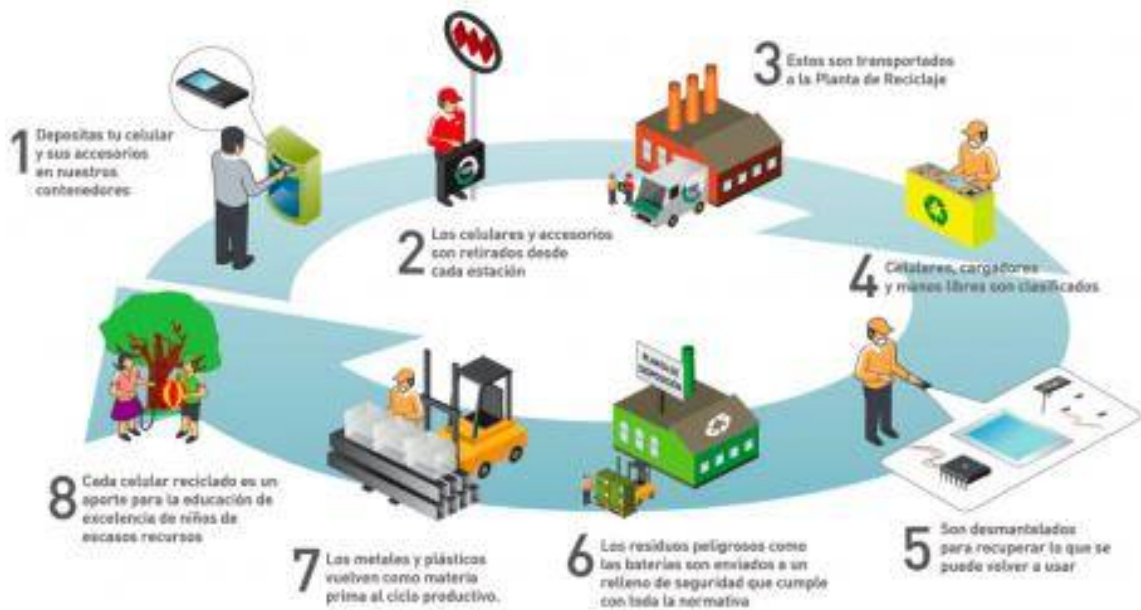 1 Depositas tu celular
y sus accesorios
en nuestros
contenedores
2 Los celulares y accesorios
son retirados desde
cada estación
3 Estos son transportados
a la Planta de Reciclaje
4 Celulares, cargadores
y manos libres son clasificados
5 Son desmantelados
para recuperar lo que se
puede volver a usar
PLANTA DE
DISPOSICIÓN
6 Los residuos peligrosos como
las baterías son enviados a un
relleno de seguridad que cumple
con toda la normativa
7 Los metales y plásticos
vuelven como materia
prima al ciclo productivo.
8 Cada celular reciclado es un
aporte para la educación de
excelencia de niños de
escasos recursos